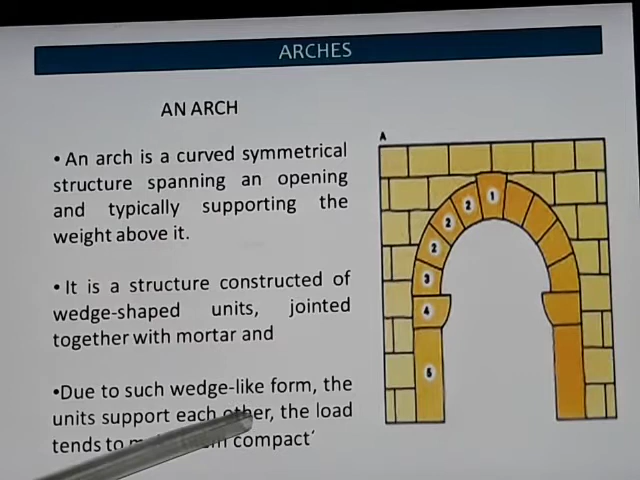 ARCHES
AN ARCH
• An arch is a curved symmetrical
structure spanning an opening
and typically supporting the
weight above it.
• It is a structure constructed of
wedge-shaped units, jointed
together with mortar and
•Due to such wedge-like form, the
units support each other, the load
tends to compact’
A
1
2
2
2
3
4
5